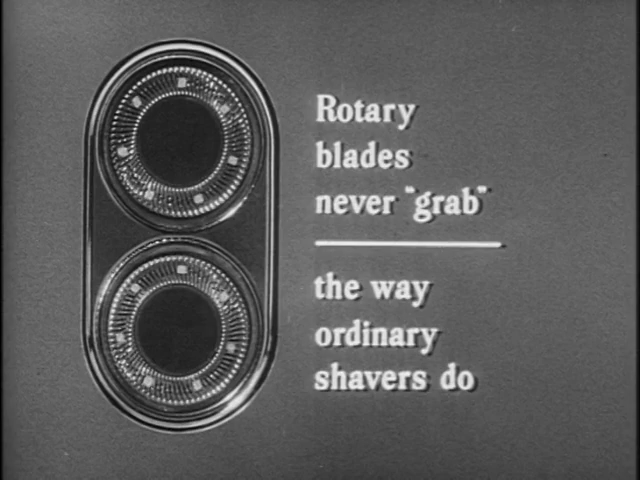 Rotary
blades
never "grab"
the way
ordinary
shavers do